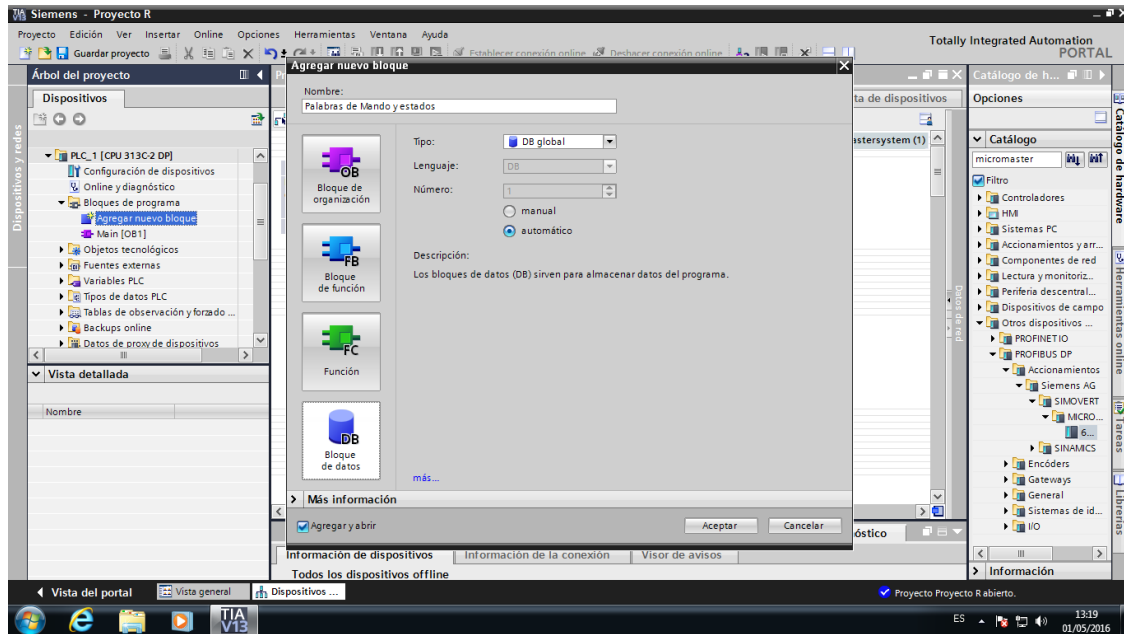 Siemens - Proyecto R
Proyecto Edición Ver Insertar Online Opciones Herramientas Ventana Ayuda
Guardar proyecto
Establecer conexión online
Deshacer conexión online
Totally Integrated Automation
PORTAL
Árbol del proyecto
Dispositivos
PLC_1 [CPU 313C-2 DP]
Configuración de dispositivos
Online y diagnóstico
Bloques de programa
Agregar nuevo bloque
Main [OB1]
Objetos tecnológicos
Fuentes externas
Variables PLC
Tipos de datos PLC
Tablas de observación y forzado ...
Backups online
Datos de proxy de dispositivos
Vista detallada
Nombre
Dispositivos y redes
Agregar nuevo bloque
Nombre:
Palabras de Mando y estados
OB
Bloque de
organización
FB
Bloque
de función
FC
Función
DB
Bloque
de datos
Tipo:
DB global
Lenguaje:
DB
Número:
1
manual
automático
Descripción:
Los bloques de datos (DB) sirven para almacenar datos del programa.
más...
Más información
Agregar y abrir
Aceptar
Cancelar
ta de dispositivos
astersystem (1)
Datos de red
óstico
Información de dispositivos
Información de la conexión
Visor de avisos
Todos los dispositivos offline
Catálogo de h...
Opciones
Catálogo
micromaster
Filtro
Controladores
HMI
Sistemas PC
Accionamientos y arr...
Componentes de red
Lectura y monitoriz...
Periferia descentral...
Dispositivos de campo
Otros dispositivos ...
PROFINET IO
PROFIBUS DP
Accionamientos
Siemens AG
SIMOVERT
MICRO...
6...
SINAMICS
Encóders
Gateways
General
Sistemas de id...
I/O
Información
Catálogo de hardware
Herramientas online
Tareas
Librerías
Vista del portal
Vista general
Dispositivos ...
Proyecto Proyecto R abierto.
TIA
V13
ES
13:19
01/05/2016